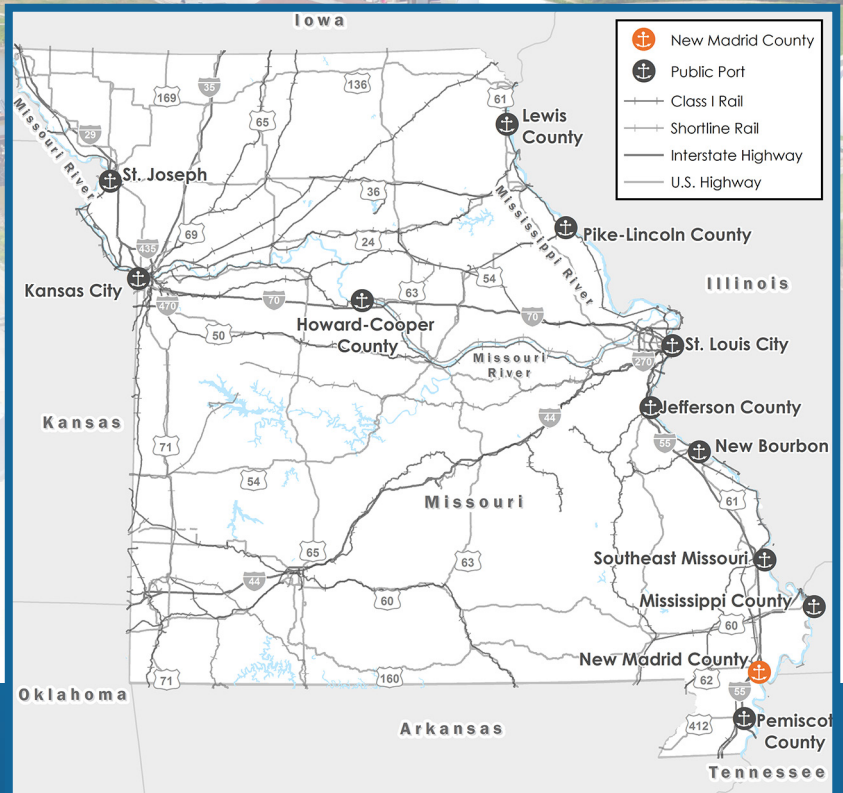 Iowa
New Madrid County
Public Port
Class I Rail
Shortline Rail
Interstate Highway
U.S. Highway
35
136
169
61
65
Lewis
County
29
Missouri River
St. Joseph
36
Mississippi River
69
24
Pike-Lincoln County
435
54
Kansas City
63
Illinois
470
70
70
Howard-Cooper
County
50
Missouri
River
St. Louis City
270
Jefferson County
Kansas
44
55
New Bourbon
71
54
Missouri
61
65
63
Southeast Missouri
44
60
Mississippi County
60
New Madrid County
71
160
62
55
Oklahoma
Arkansas
412
Pemiscot
County
Tennessee